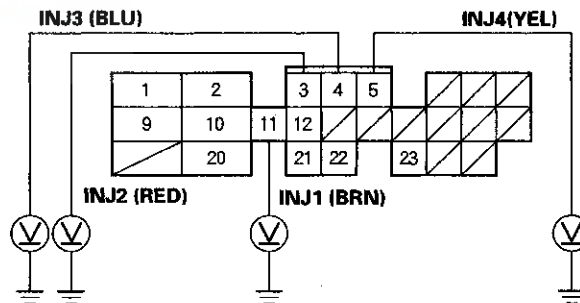 INJ3 (BLU) INJ4(YEL)
1 2 3 4 5
9 10 11 12
20 21 22 23
INJ2 (RED) INJ1 (BRN)
V V V V